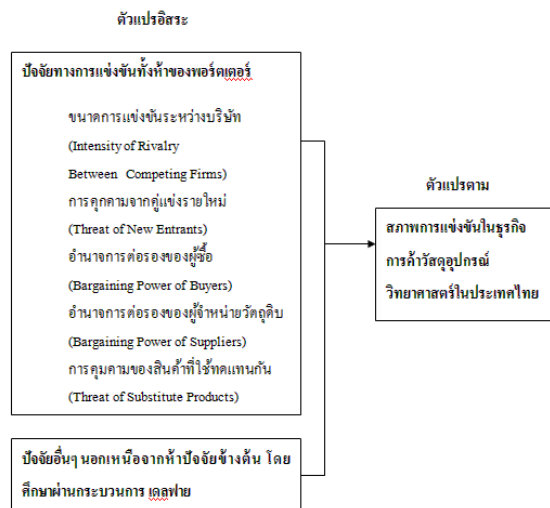 ตัวแปรอิสระ
ปัจจัยทางการแข่งขันทั้งห้าของพอร์ตเตอร์
ขนาดการแข่งขันระหว่างบริษัท
(Intensity of Rivalry
Between Competing Firms)
การคุกคามจากคู่แข่งรายใหม่
(Threat of New Entrants)
อำนาจการต่อรองของผู้ซื้อ
(Bargaining Power of Buyers)
อำนาจการต่อรองของผู้จำหน่ายวัตถุดิบ
(Bargaining Power of Suppliers)
การคุมคามของสินค้าที่ใช้ทดแทนกัน
(Threat of Substitute Products)
ปัจจัยอื่นๆ นอกเหนือจากห้าปัจจัยข้างต้น โดย
ศึกษาผ่านกระบวนการ เดลฟาย
ตัวแปรตาม
สภาพการแข่งขันในธุรกิจ
การค้าวัสดุอุปกรณ์
วิทยาศาสตร์ในประเทศไทย